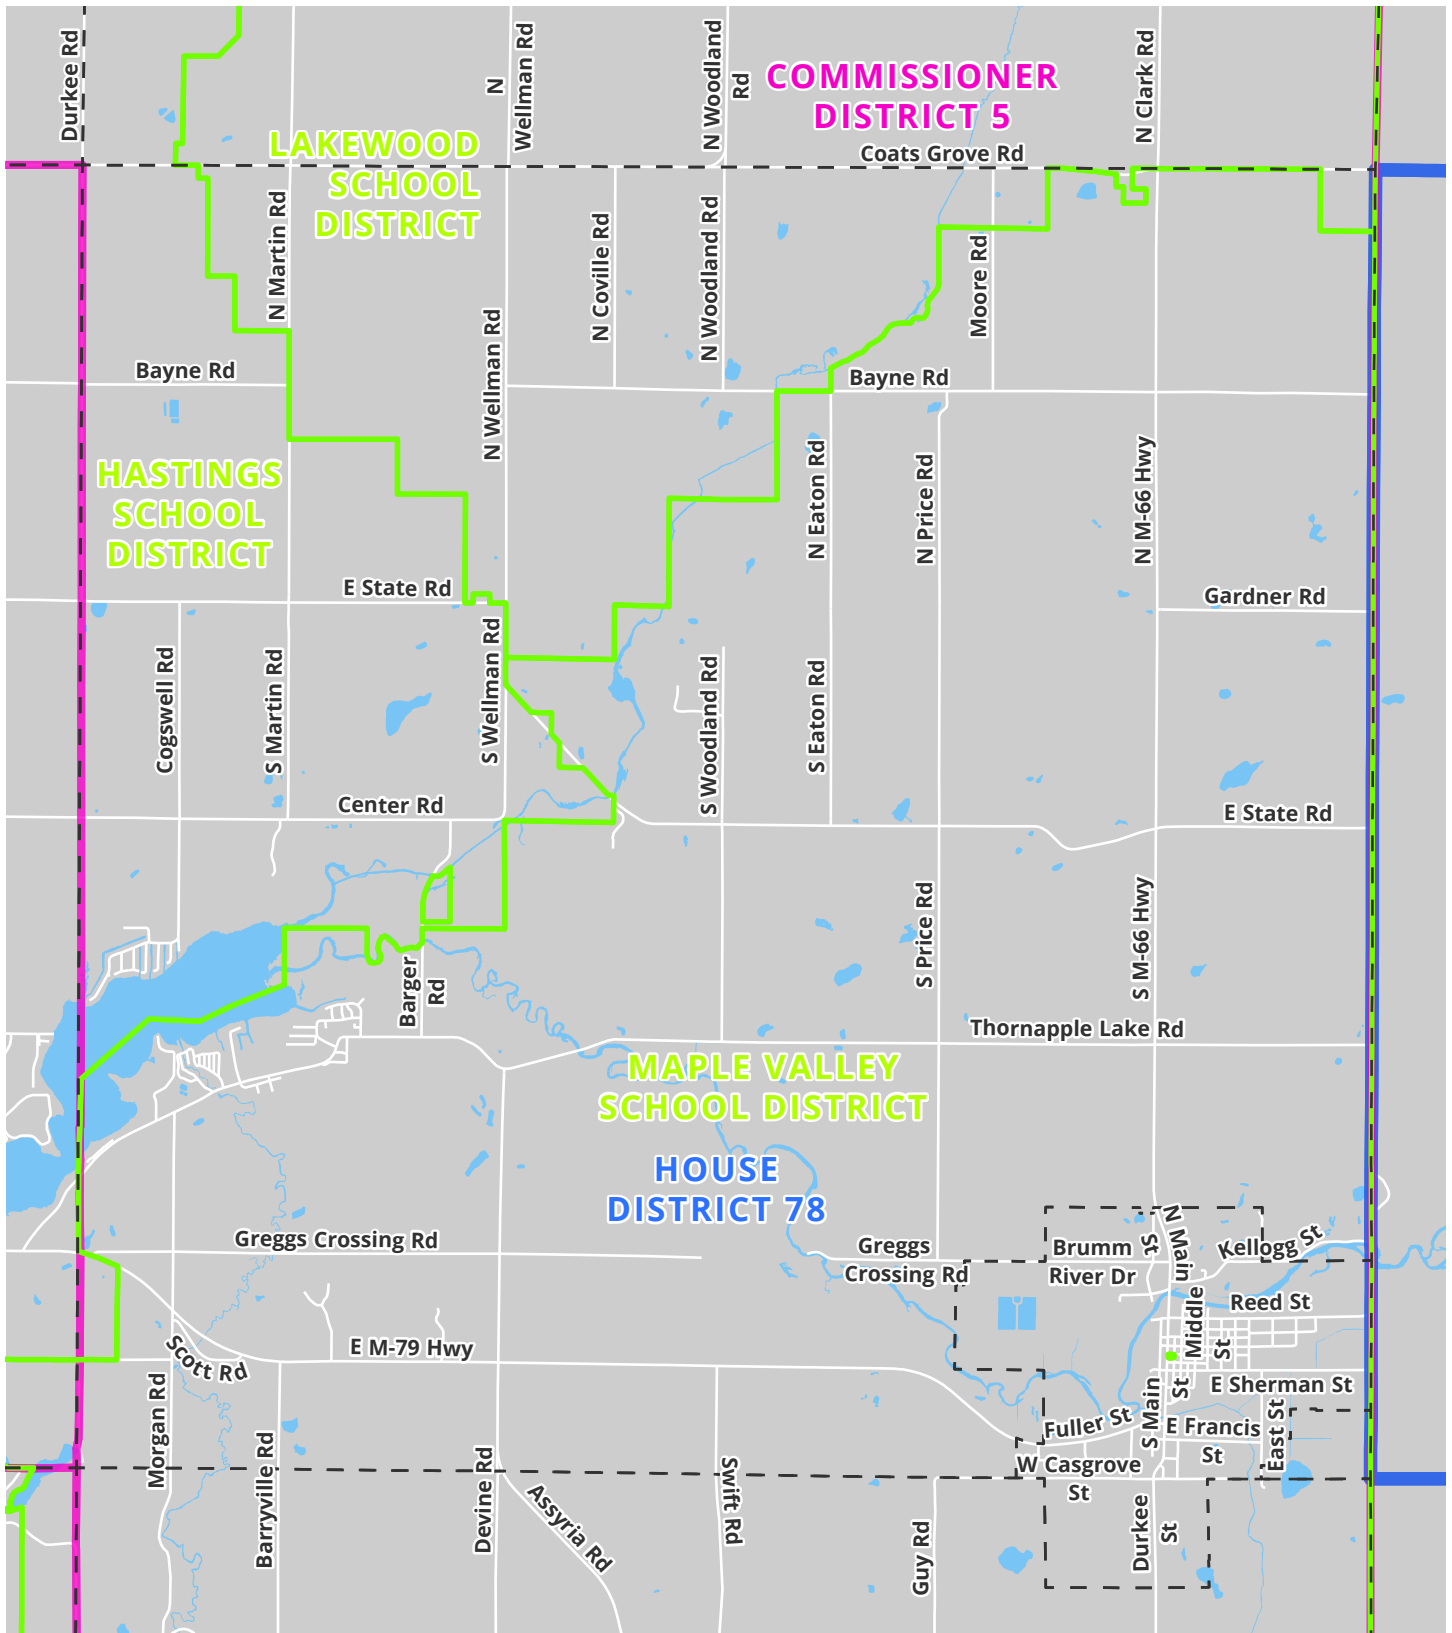 Durkee Rd
N
Wellman Rd
N Woodland
Rd
COMMISSIONER
DISTRICT 5
N Clark Rd
LAKEWOOD
SCHOOL
DISTRICT
Coats Grove Rd
N Martin Rd
N Coville Rd
N Woodland Rd
Moore Rd
N Wellman Rd
Bayne Rd
Bayne Rd
HASTINGS
SCHOOL
DISTRICT
N Eaton Rd
N Price Rd
N M-66 Hwy
E State Rd
Gardner Rd
Cogswell Rd
S Martin Rd
S Wellman Rd
S Woodland Rd
S Eaton Rd
Center Rd
E State Rd
S Price Rd
S M-66 Hwy
Barger
Rd
Thornapple Lake Rd
MAPLE VALLEY
SCHOOL DISTRICT
HOUSE
DISTRICT 78
Greggs Crossing Rd
Greggs
Crossing Rd
Brumm
St
N Main
Kellogg St
River Dr
Middle
St
Reed St
Scott Rd
E M-79 Hwy
E Sherman St
Morgan Rd
Barryville Rd
Devine Rd
Assyria Rd
Swift Rd
Guy Rd
Fuller St
S Main
St
E Francis
St
East St
W Casgrove
St
Durkee
St